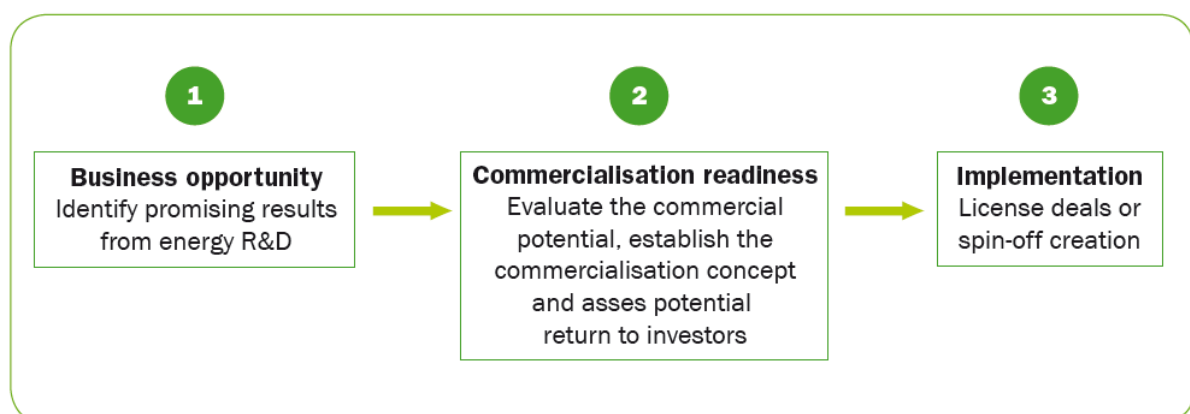 1
Business opportunity
Identify promising results
from energy R&D
2
Commercialisation readiness
Evaluate the commercial
potential, establish the
commercialisation concept
and asses potential
return to investors
3
Implementation
License deals or
spin-off creation